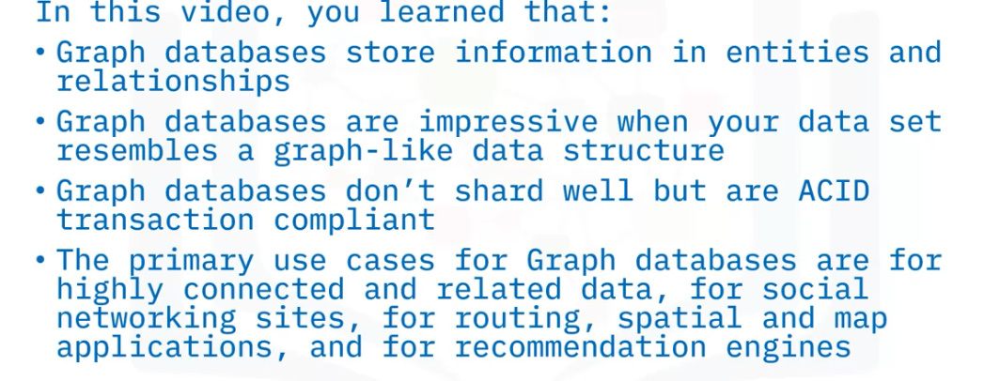 In this video, you learned that:
• Graph databases store information in entities and
relationships
• Graph databases are impressive when your data set
resembles a graph-like data structure
• Graph databases don’t shard well but are ACID
transaction compliant
• The primary use cases for Graph databases are for
highly connected and related data, for social
networking sites, for routing, spatial and map
applications, and for recommendation engines